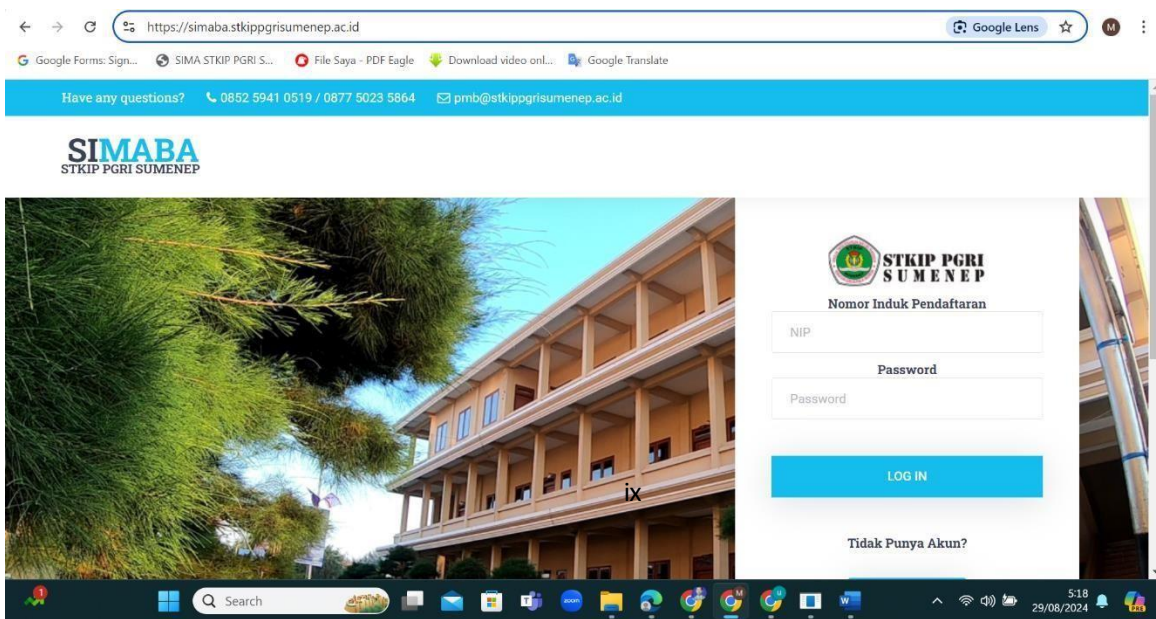 https://simaba.stkippgrisumenep.ac.id
Google Lens
M
Google Forms: Sign...
SIMA STKIP PGRI S...
File Saya - PDF Eagle
Download video onl...
Google Translate
Have any questions?
0852 5941 0519 / 0877 5023 5864
pmb@stkippgrisumenep.ac.id
SIMABA
STKIP PGRI SUMENEP
STKIP PGRI
SUMENEP
Nomor Induk Pendaftaran
NIP
Password
Password
LOG IN
ix
Tidak Punya Akun?
1
Search
zoom
5:18
29/08/2024